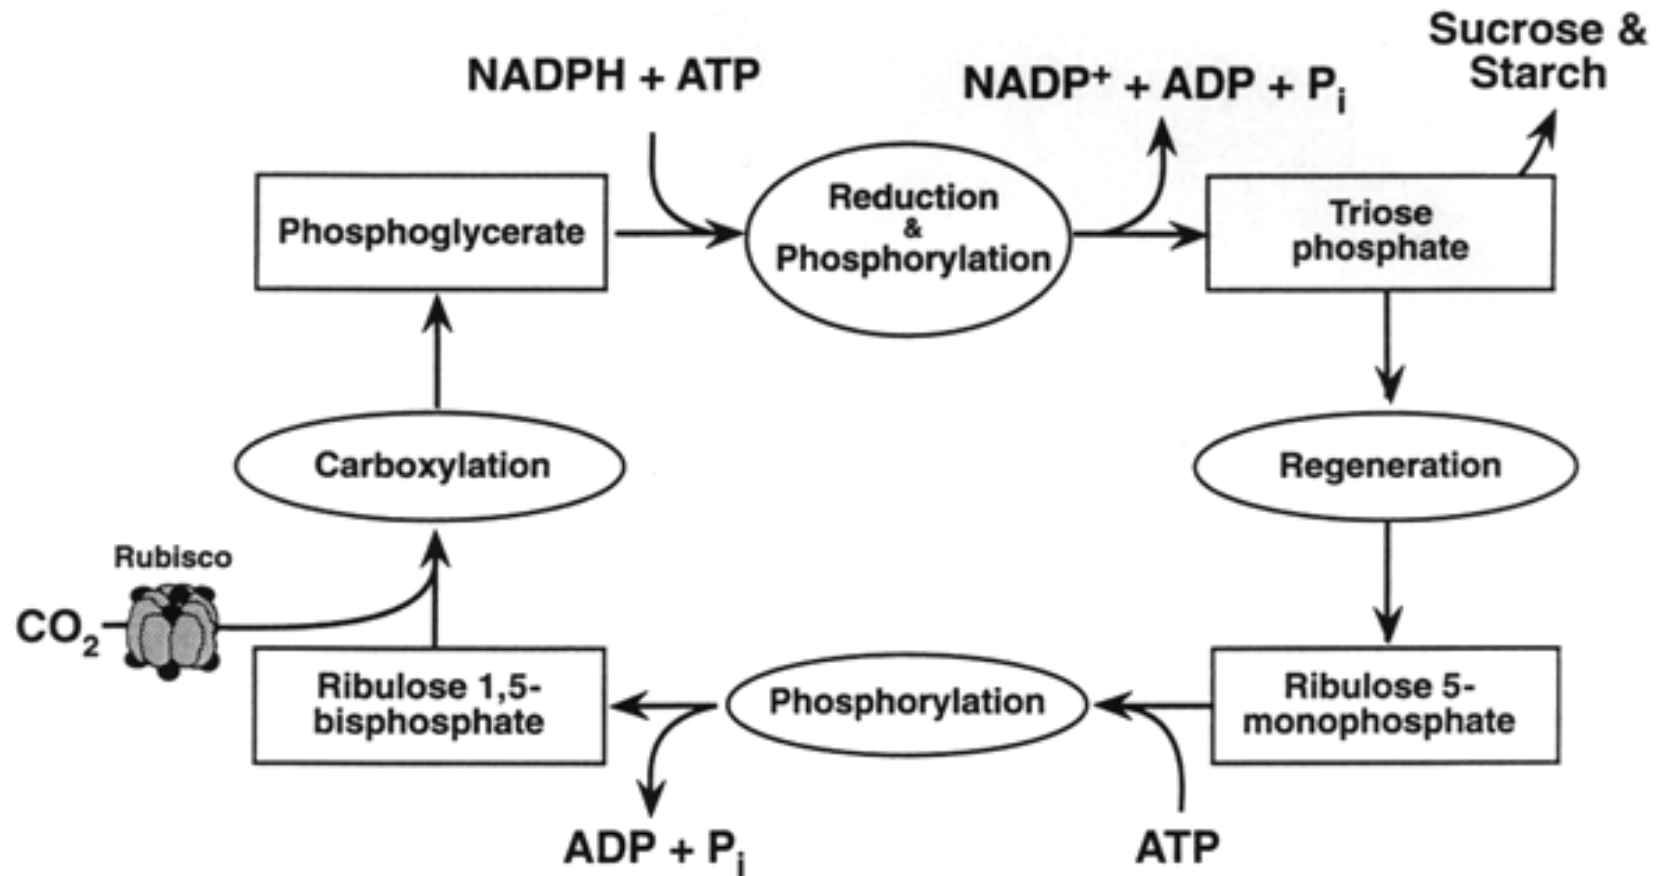 Sucrose &
Starch
NADPH + ATP
NADP⁺ + ADP + Pᵢ
Phosphoglycerate
Reduction
&
Phosphorylation
Triose
phosphate
Carboxylation
Regeneration
Rubisco
CO₂
Ribulose 1,5-
bisphosphate
Phosphorylation
Ribulose 5-
monophosphate
ADP + Pᵢ
ATP